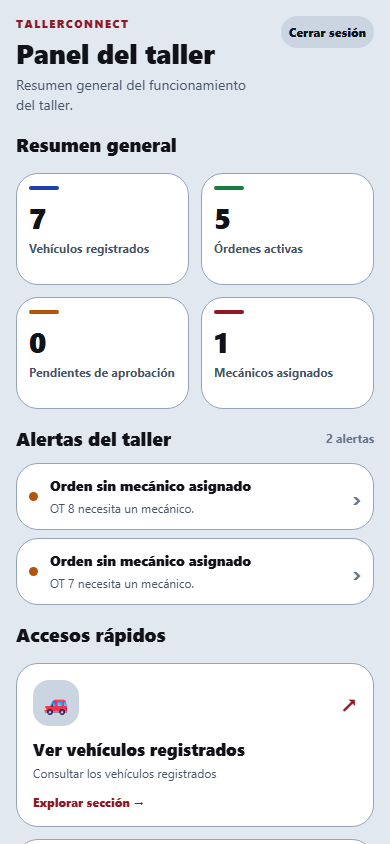 TALLERCONNECT
Panel del taller
Cerrar sesión
Resumen general del funcionamiento
del taller.
Resumen general
7
Vehículos registrados
5
Órdenes activas
0
Pendientes de aprobación
1
Mecánicos asignados
Alertas del taller
2 alertas
Orden sin mecánico asignado
OT 8 necesita un mecánico.
Orden sin mecánico asignado
OT 7 necesita un mecánico.
Accesos rápidos
Ver vehículos registrados
Consultar los vehículos registrados
Explorar sección →